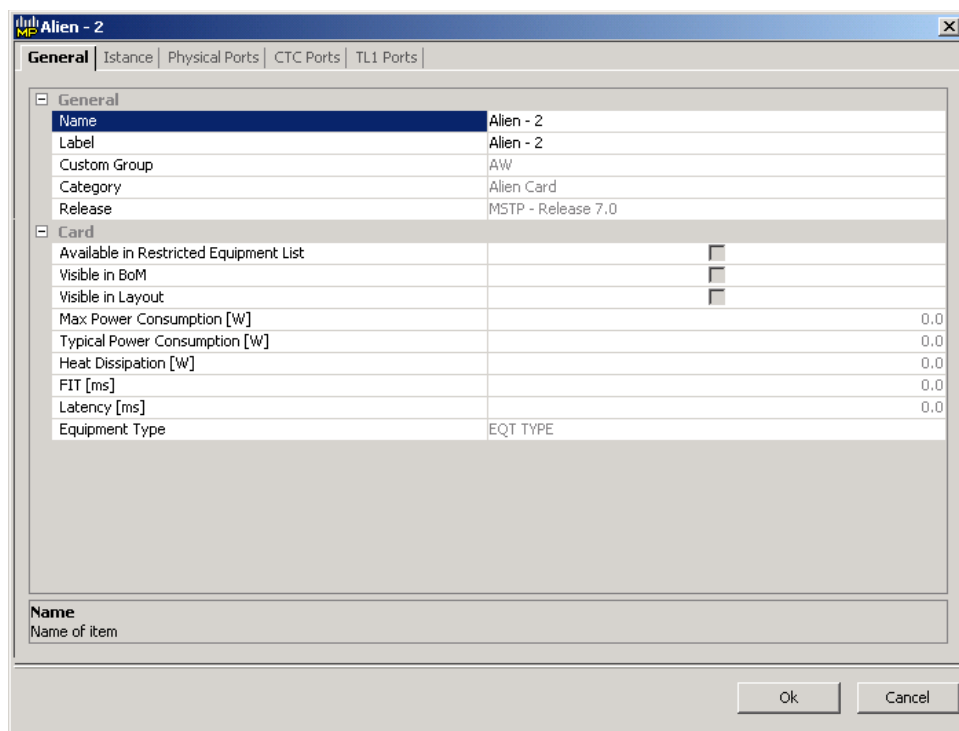 MP Alien - 2
General Istance Physical Ports CTC Ports TL1 Ports
General
Name Alien - 2
Label Alien - 2
Custom Group AW
Category Alien Card
Release MSTP - Release 7.0
Card
Available in Restricted Equipment List
Visible in BoM
Visible in Layout
Max Power Consumption [W] 0.0
Typical Power Consumption [W] 0.0
Heat Dissipation [W] 0.0
FIT [ms] 0.0
Latency [ms] 0.0
Equipment Type EQT TYPE
Name
Name of item
Ok Cancel